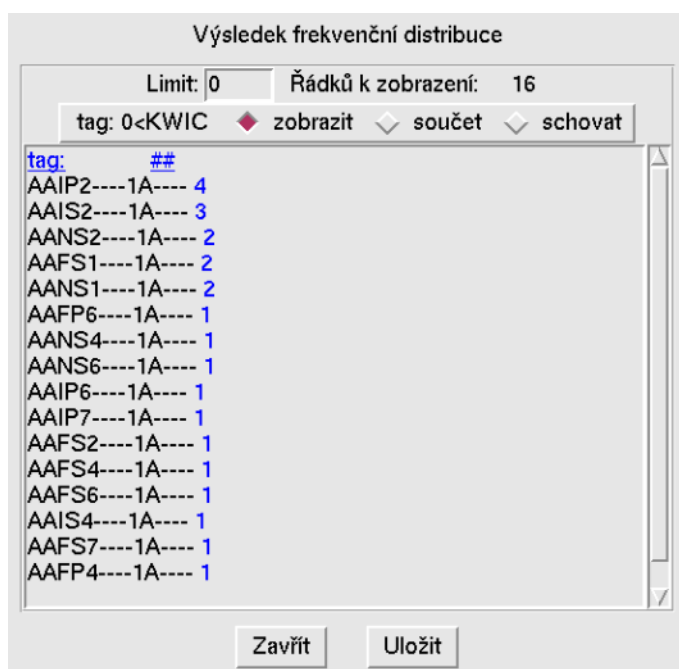 Výsledek frekvenční distribuce
Limit: 0 Řádků k zobrazení: 16
tag: 0<KWIC zobrazit součet schovat
tag: ##
AAIP2----1A---- 4
AAIS2----1A---- 3
AANS2----1A---- 2
AAFS1----1A---- 2
AANS1----1A---- 2
AAFP6----1A---- 1
AANS4----1A---- 1
AANS6----1A---- 1
AAIP6----1A---- 1
AAIP7----1A---- 1
AAFS2----1A---- 1
AAFS4----1A---- 1
AAFS6----1A---- 1
AAIS4----1A---- 1
AAFS7----1A---- 1
AAFP4----1A---- 1
Zavřít Uložit